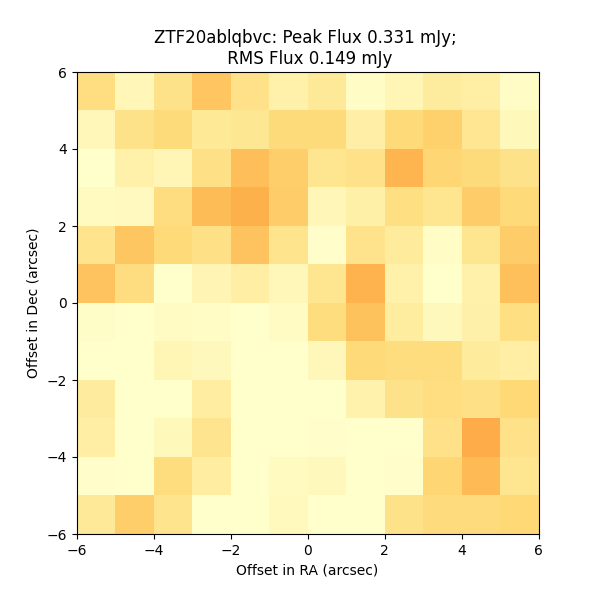 ZTF20ablqbvc: Peak Flux 0.331 mJy;
RMS Flux 0.149 mJy
6
4
2
0
−2
−4
−6
Offset in Dec (arcsec)
−6 −4 −2 0 2 4 6
Offset in RA (arcsec)